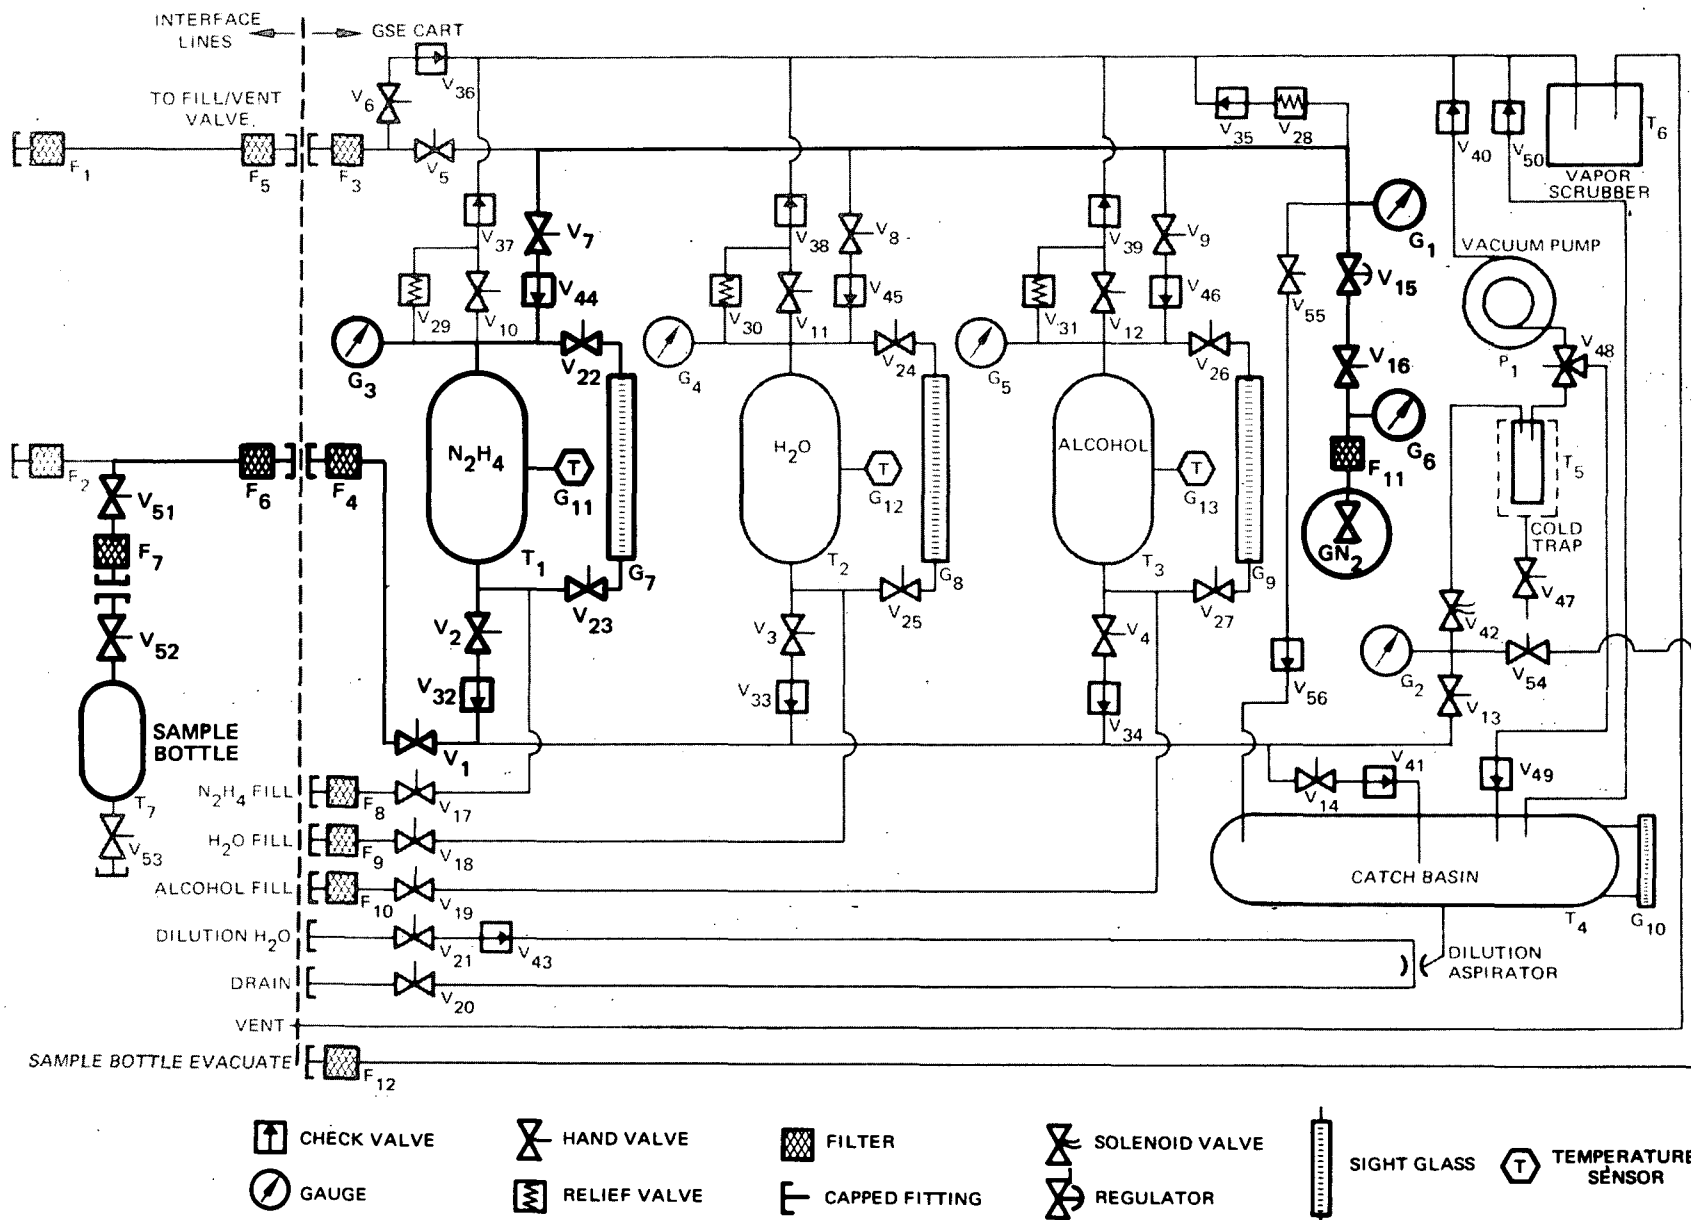 INTERFACE LINES
GSE CART
V6
V36
TO FILL/VENT VALVE
F1
F5
F3
V5
V35
V28
V40
V50
T6
VAPOR SCRUBBER
V37
V7
V38
V8
V39
V9
G1
VACUUM PUMP
V29
V10
V44
V30
V11
V45
V31
V12
V46
V55
V15
V48
P1
G3
V22
G4
V24
G5
V26
V16
G6
N2H4
H2O
ALCOHOL
T
T
T
G11
G12
G13
F11
T5
COLD TRAP
GN2
F2
F6
F4
V51
F7
T1
G7
T2
G8
T3
G9
V47
V52
V2
V23
V3
V25
V4
V27
V42
G2
V54
V13
V32
V33
V34
V56
SAMPLE BOTTLE
V1
V41
V49
V14
T7
N2H4 FILL
F8
V17
V53
H2O FILL
F9
V18
ALCOHOL FILL
F10
V19
CATCH BASIN
T4
G10
DILUTION H2O
V21
V43
DILUTION ASPIRATOR
DRAIN
V20
VENT
SAMPLE BOTTLE EVACUATE
F12
CHECK VALVE
HAND VALVE
FILTER
SOLENOID VALVE
SIGHT GLASS
T
TEMPERATURE SENSOR
GAUGE
RELIEF VALVE
CAPPED FITTING
REGULATOR